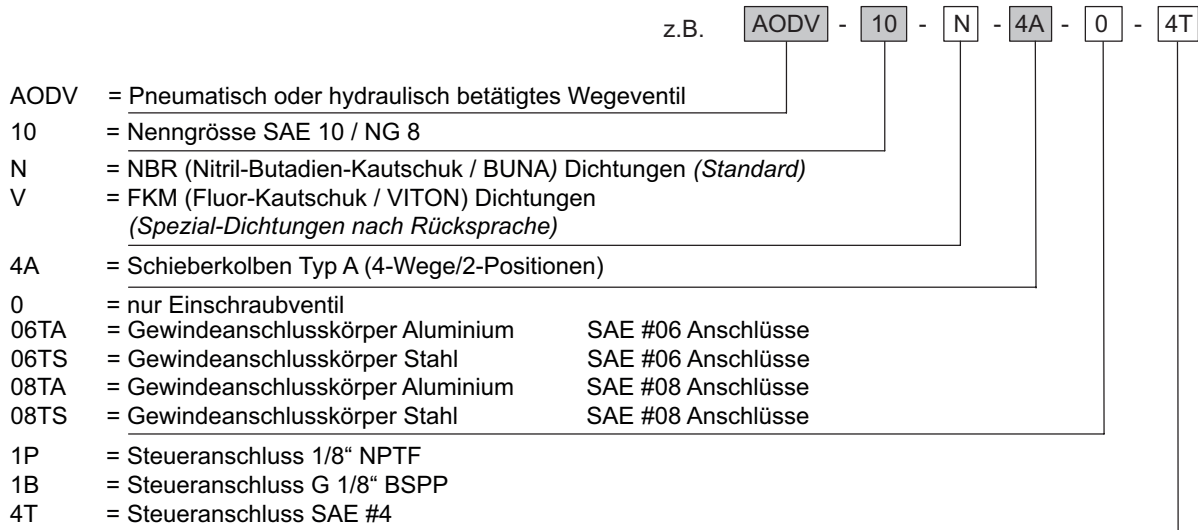 z.B. AODV - 10 - N - 4A - 0 - 4T
AODV = Pneumatisch oder hydraulisch betätigtes Wegeventil
10 = Nenngrösse SAE 10 / NG 8
N = NBR (Nitril-Butadien-Kautschuk / BUNA) Dichtungen (Standard)
V = FKM (Fluor-Kautschuk / VITON) Dichtungen
(Spezial-Dichtungen nach Rücksprache)
4A = Schieberkolben Typ A (4-Wege/2-Positionen)
0 = nur Einschraubventil
06TA = Gewindeanschlusskörper Aluminium SAE #06 Anschlüsse
06TS = Gewindeanschlusskörper Stahl SAE #06 Anschlüsse
08TA = Gewindeanschlusskörper Aluminium SAE #08 Anschlüsse
08TS = Gewindeanschlusskörper Stahl SAE #08 Anschlüsse
1P = Steueranschluss 1/8“ NPTF
1B = Steueranschluss G 1/8“ BSPP
4T = Steueranschluss SAE #4